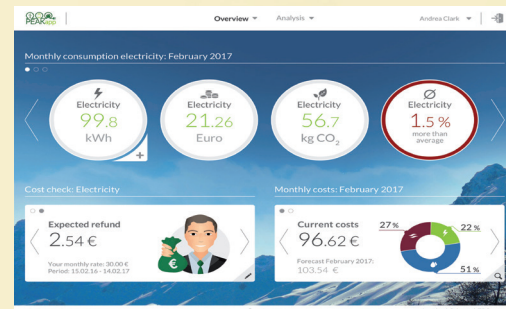 PEAKapp
Overview Analysis Andrea Clark
Monthly consumption electricity: February 2017
Electricity
99.8
kWh
+
Electricity
21.26
Euro
Electricity
56.7
kg CO2
Electricity
1.5 %
more than
average
Cost check: Electricity
Expected refund
2.54 €
Your monthly rate: 30.00 €
Period: 15.02.16 - 14.02.17
€
Monthly costs: February 2017
Current costs
96.62 €
Forecast February 2017:
103.54 €
27 %
22 %
51 %